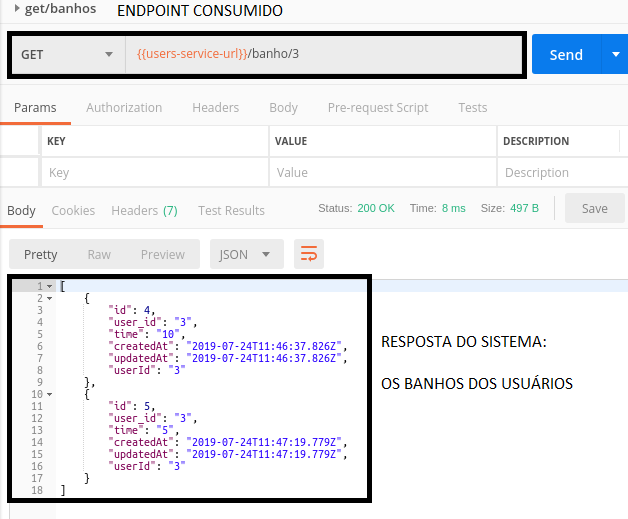 get/banhos ENDPOINT CONSUMIDO
GET {{users-service-url}}/banho/3 Send
Params Authorization Headers Body Pre-request Script Tests
KEY VALUE DESCRIPTION
Key Value Description
Body Cookies Headers (7) Test Results Status: 200 OK Time: 8 ms Size: 497 B Save
Pretty Raw Preview JSON
1 [
2 {
3 "id": 4,
4 "user_id": "3",
5 "time": "10",
6 "createdAt": "2019-07-24T11:46:37.826Z",
7 "updatedAt": "2019-07-24T11:46:37.826Z",
8 "userId": "3"
9 },
10 {
11 "id": 5,
12 "user_id": "3",
13 "time": "5",
14 "createdAt": "2019-07-24T11:47:19.779Z",
15 "updatedAt": "2019-07-24T11:47:19.779Z",
16 "userId": "3"
17 }
18 ]
RESPOSTA DO SISTEMA:
OS BANHOS DOS USUÁRIOS